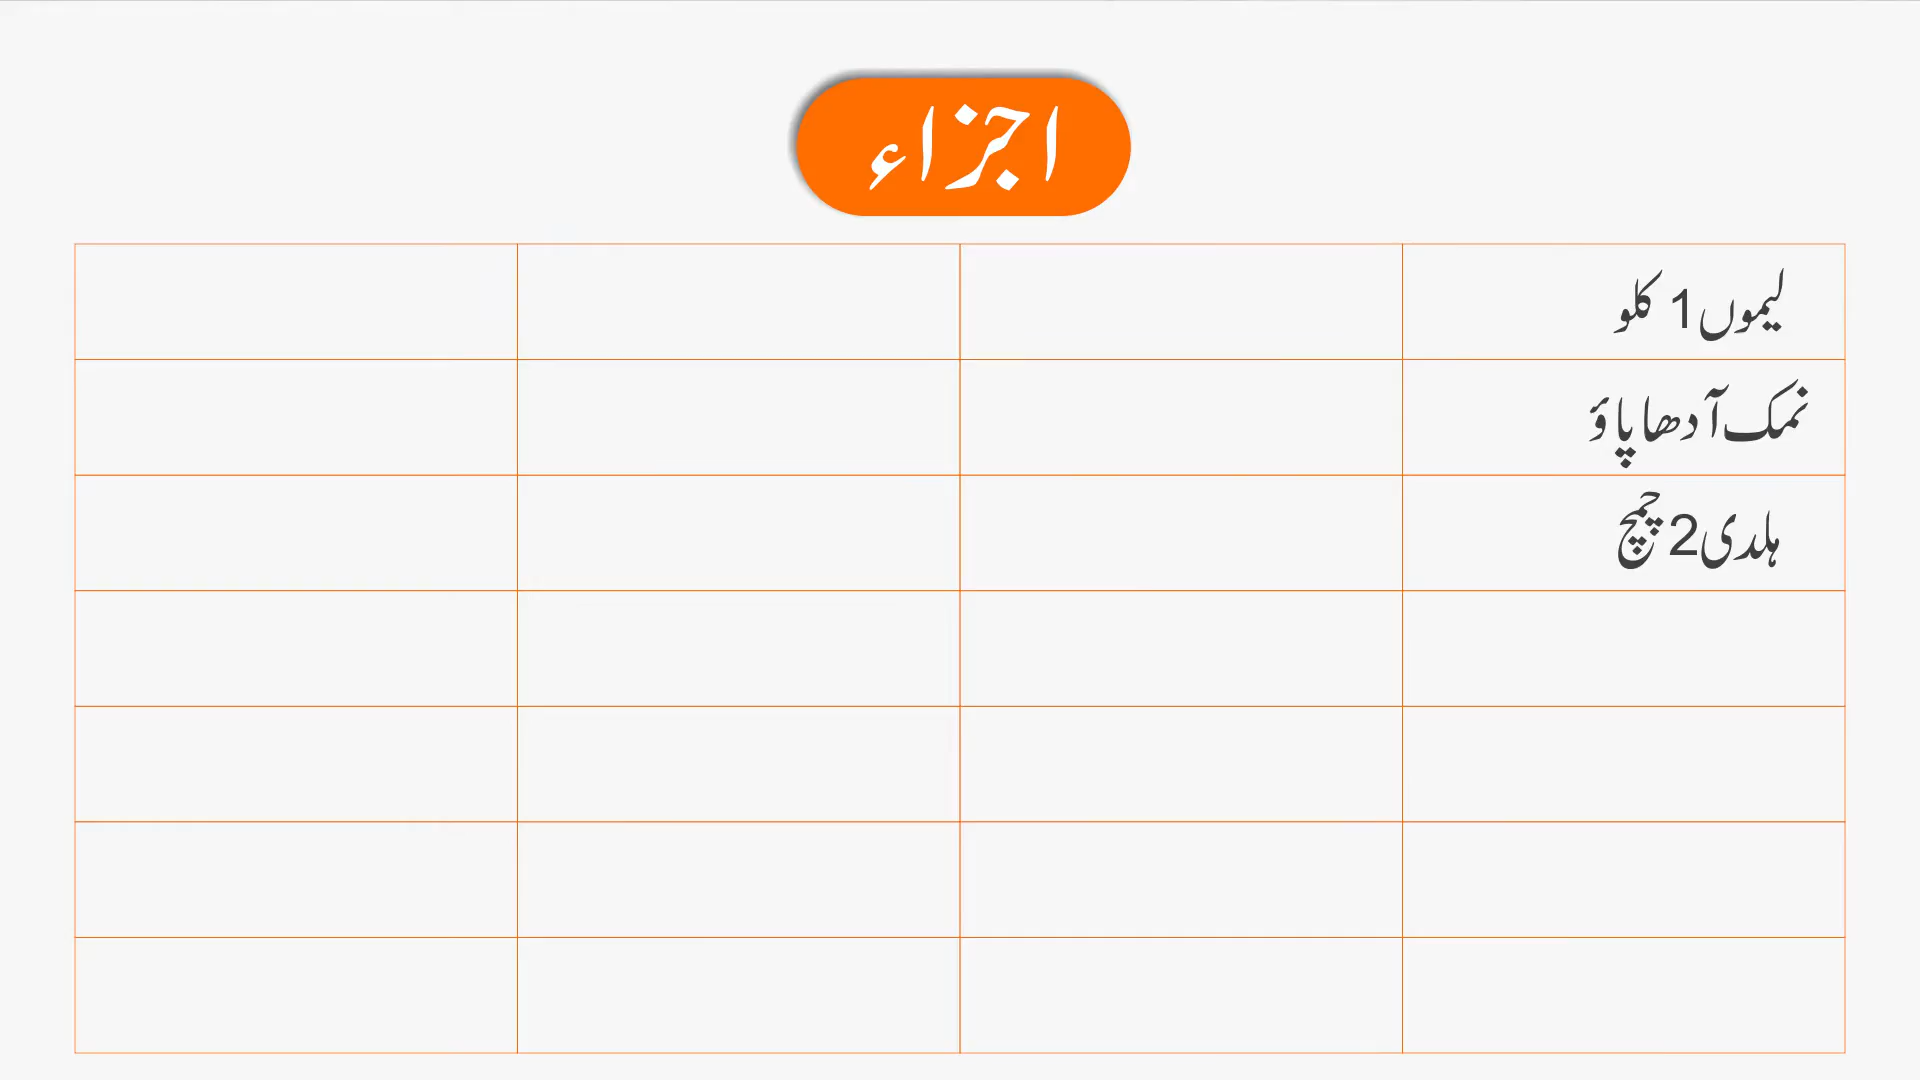 اجزاء
لیموں 1 کلو
نمک آدھا پاؤ
ہلدی 2 چمچ